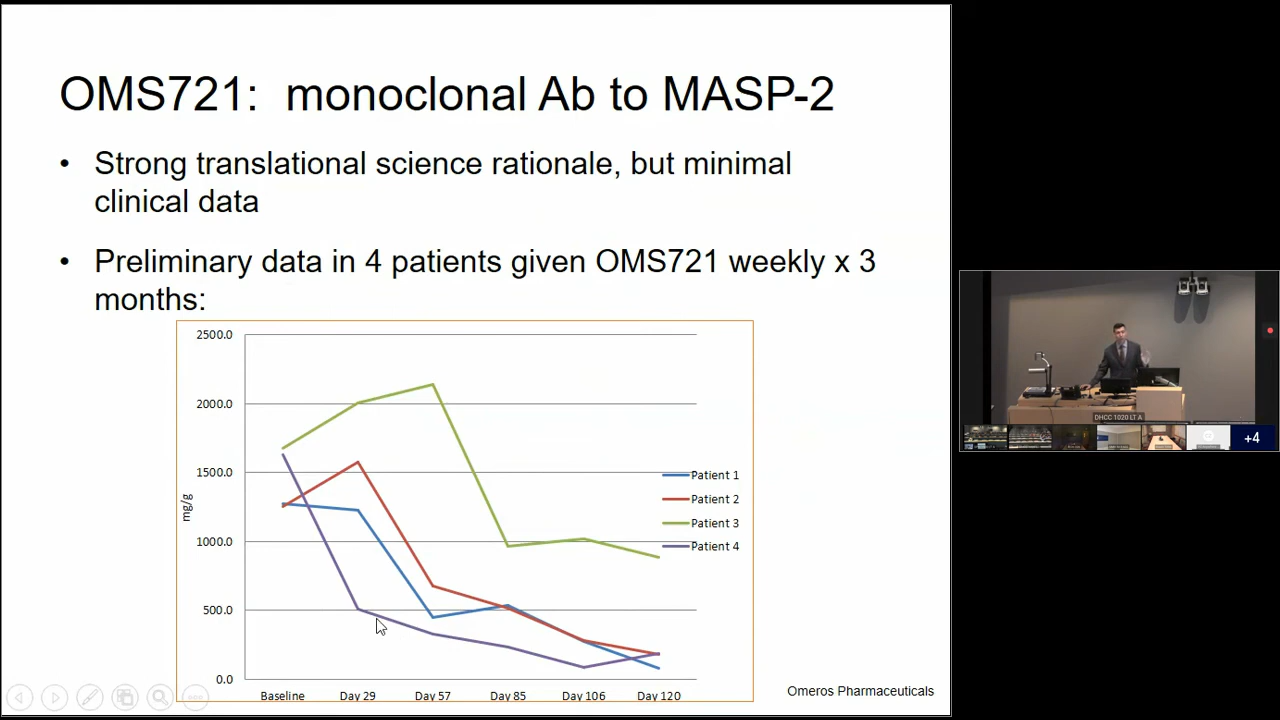 OMS721:  monoclonal Ab to MASP-2
• Strong translational science rationale, but minimal
clinical data
• Preliminary data in 4 patients given OMS721 weekly x 3
months:
2500.0
2000.0
1500.0
1000.0
500.0
0.0
mg/g
Patient 1
Patient 2
Patient 3
Patient 4
Baseline
Day 29
Day 57
Day 85
Day 106
Day 120
Omeros Pharmaceuticals
DHCC 1020 LT A
+4